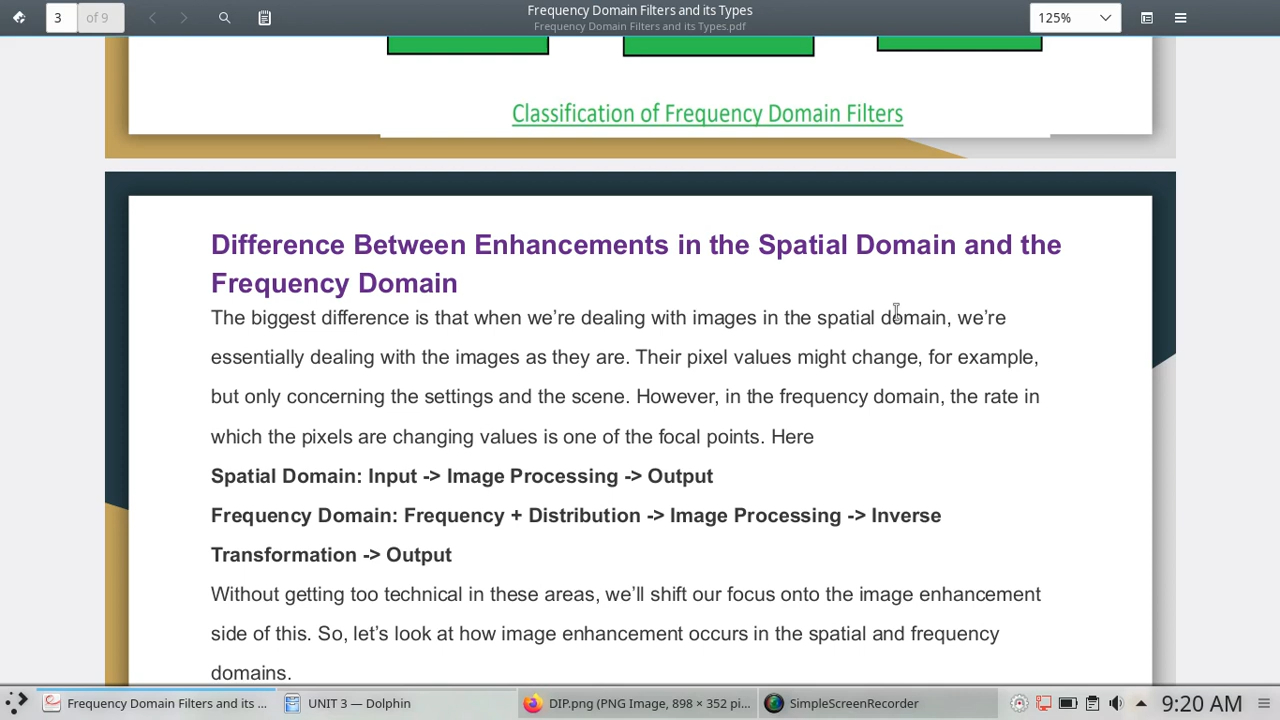 3 of 9
Frequency Domain Filters and its Types
Frequency Domain Filters and its Types.pdf
125%
Classification of Frequency Domain Filters
Difference Between Enhancements in the Spatial Domain and the
Frequency Domain
The biggest difference is that when we’re dealing with images in the spatial domain, we’re
essentially dealing with the images as they are. Their pixel values might change, for example,
but only concerning the settings and the scene. However, in the frequency domain, the rate in
which the pixels are changing values is one of the focal points. Here
Spatial Domain: Input -> Image Processing -> Output
Frequency Domain: Frequency + Distribution -> Image Processing -> Inverse
Transformation -> Output
Without getting too technical in these areas, we’ll shift our focus onto the image enhancement
side of this. So, let’s look at how image enhancement occurs in the spatial and frequency
domains.
Frequency Domain Filters and its ...
UNIT 3 — Dolphin
DIP.png (PNG Image, 898 × 352 pi...
SimpleScreenRecorder
9:20 AM